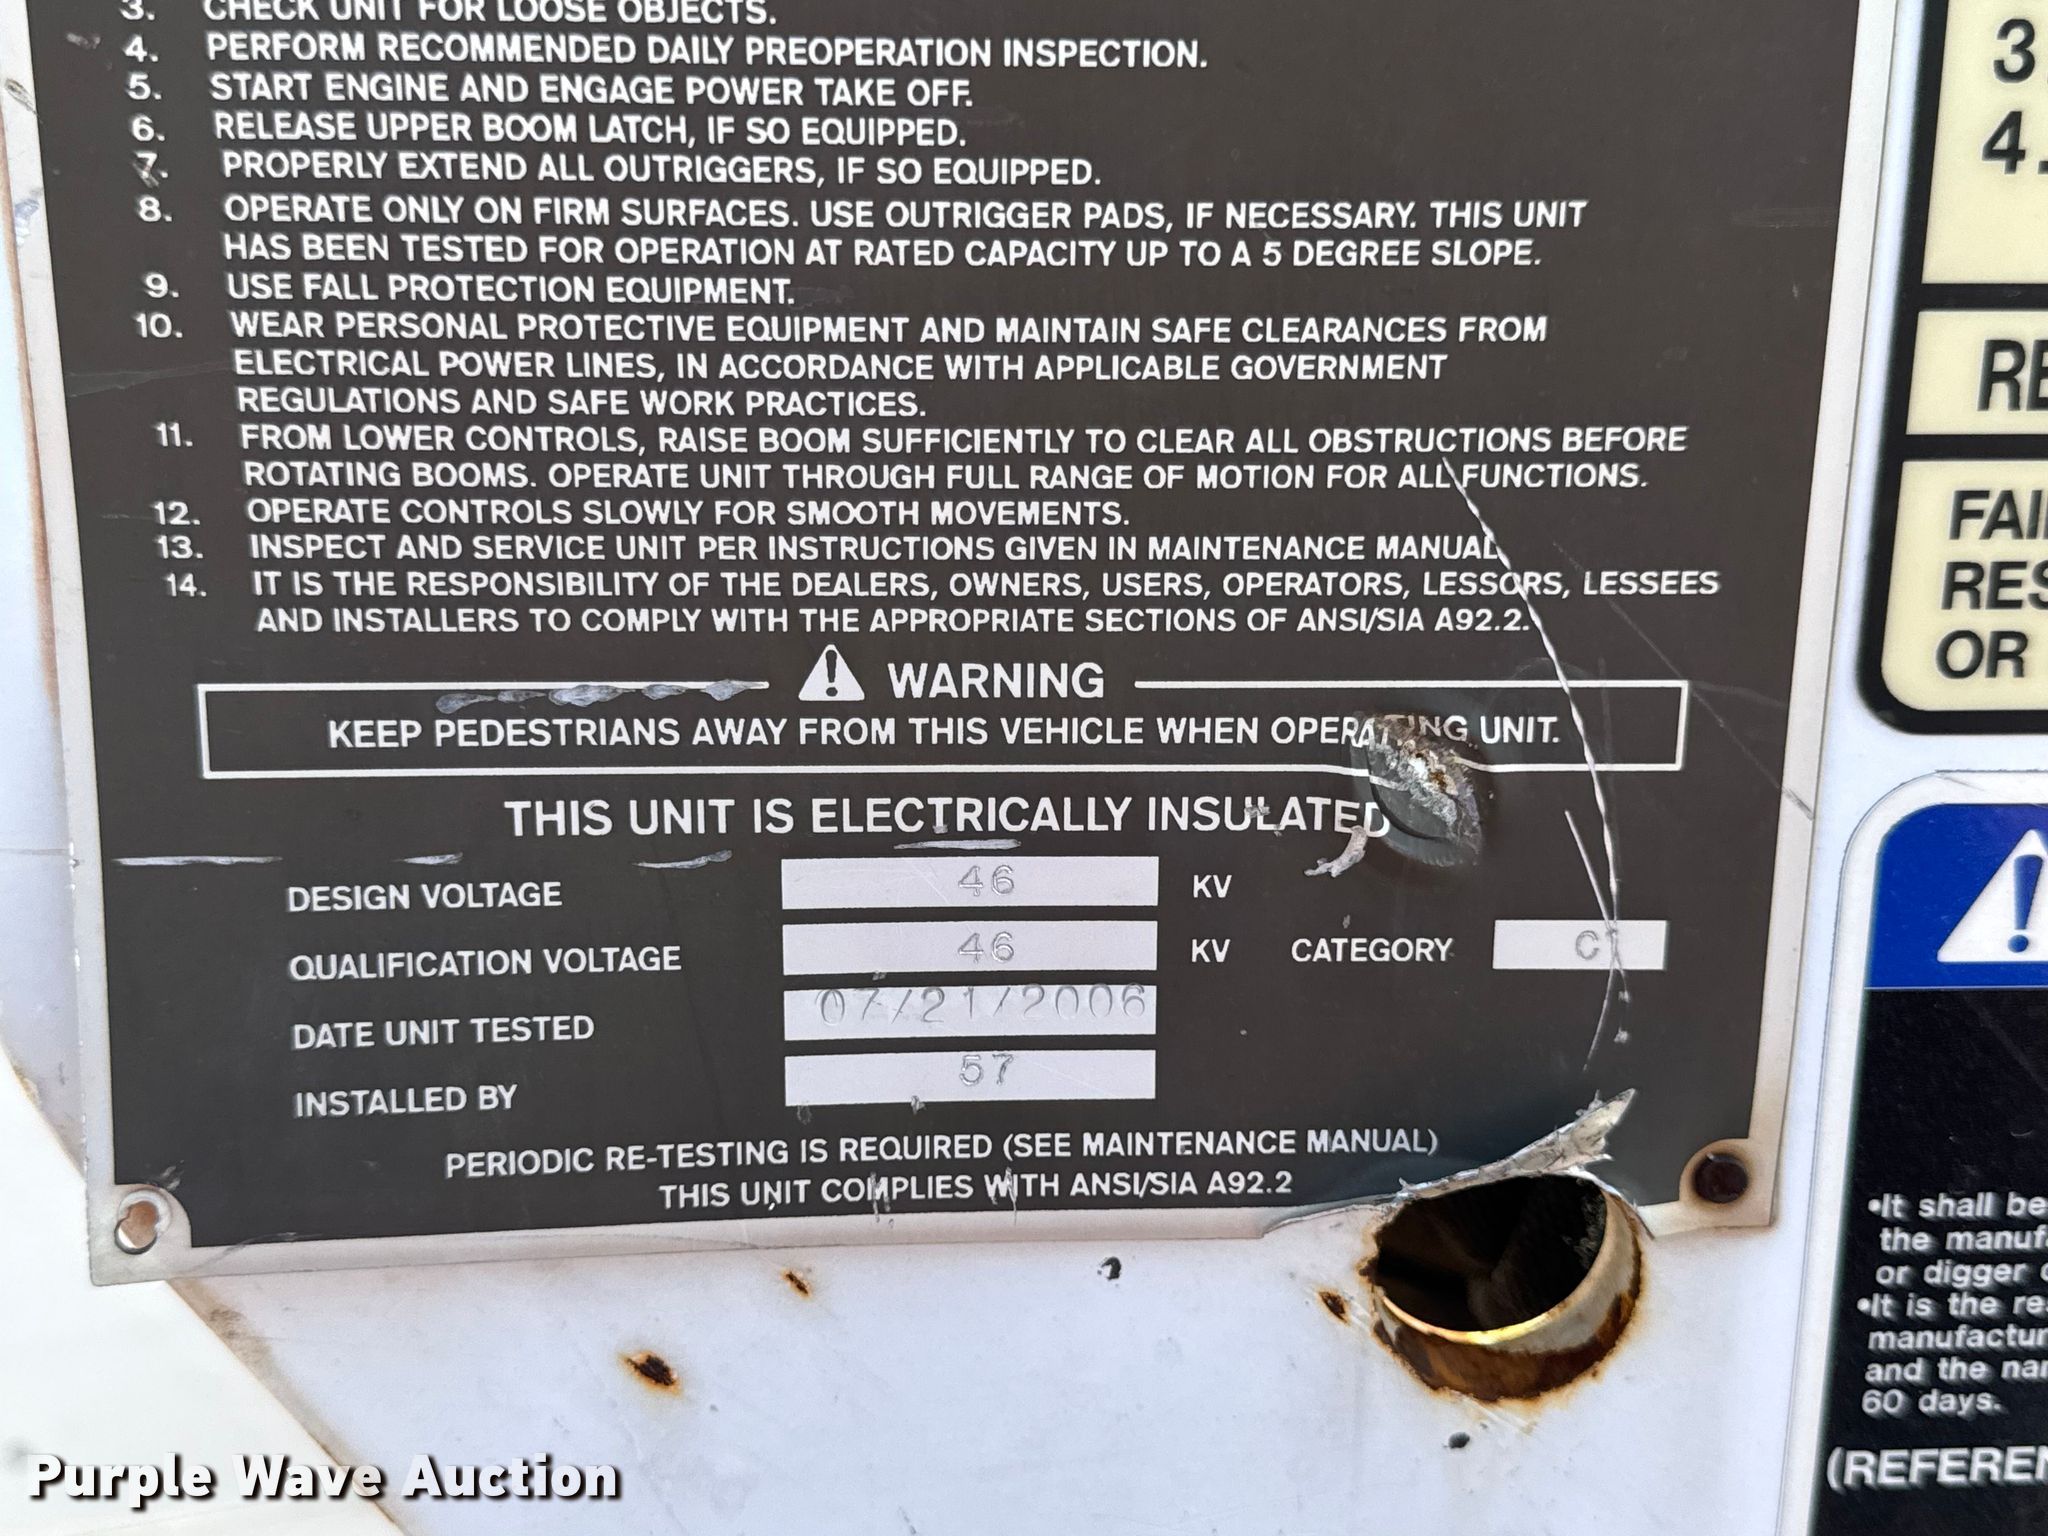 3. CHECK UNIT FOR LOOSE OBJECTS.
4. PERFORM RECOMMENDED DAILY PREOPERATION INSPECTION.
5. START ENGINE AND ENGAGE POWER TAKE OFF.
6. RELEASE UPPER BOOM LATCH, IF SO EQUIPPED.
7. PROPERLY EXTEND ALL OUTRIGGERS, IF SO EQUIPPED.
8. OPERATE ONLY ON FIRM SURFACES. USE OUTRIGGER PADS, IF NECESSARY. THIS UNIT
HAS BEEN TESTED FOR OPERATION AT RATED CAPACITY UP TO A 5 DEGREE SLOPE.
9. USE FALL PROTECTION EQUIPMENT.
10. WEAR PERSONAL PROTECTIVE EQUIPMENT AND MAINTAIN SAFE CLEARANCES FROM
ELECTRICAL POWER LINES, IN ACCORDANCE WITH APPLICABLE GOVERNMENT
REGULATIONS AND SAFE WORK PRACTICES.
11. FROM LOWER CONTROLS, RAISE BOOM SUFFICIENTLY TO CLEAR ALL OBSTRUCTIONS BEFORE
ROTATING BOOMS. OPERATE UNIT THROUGH FULL RANGE OF MOTION FOR ALL FUNCTIONS.
12. OPERATE CONTROLS SLOWLY FOR SMOOTH MOVEMENTS.
13. INSPECT AND SERVICE UNIT PER INSTRUCTIONS GIVEN IN MAINTENANCE MANUAL
14. IT IS THE RESPONSIBILITY OF THE DEALERS, OWNERS, USERS, OPERATORS, LESSORS, LESSEES
AND INSTALLERS TO COMPLY WITH THE APPROPRIATE SECTIONS OF ANSI/SIA A92.2.
WARNING
KEEP PEDESTRIANS AWAY FROM THIS VEHICLE WHEN OPERATING UNIT.
THIS UNIT IS ELECTRICALLY INSULATED
DESIGN VOLTAGE 46 KV
QUALIFICATION VOLTAGE 46 KV CATEGORY C
DATE UNIT TESTED 07/21/2006
INSTALLED BY 57
PERIODIC RE-TESTING IS REQUIRED (SEE MAINTENANCE MANUAL)
THIS UNIT COMPLIES WITH ANSI/SIA A92.2
3.
4.
RE
FAI
RES
OR
•It shall be
the manuf
or digger
•It is the re
manufactur
and the na
60 days.
(REFEREN
Purple Wave Auction